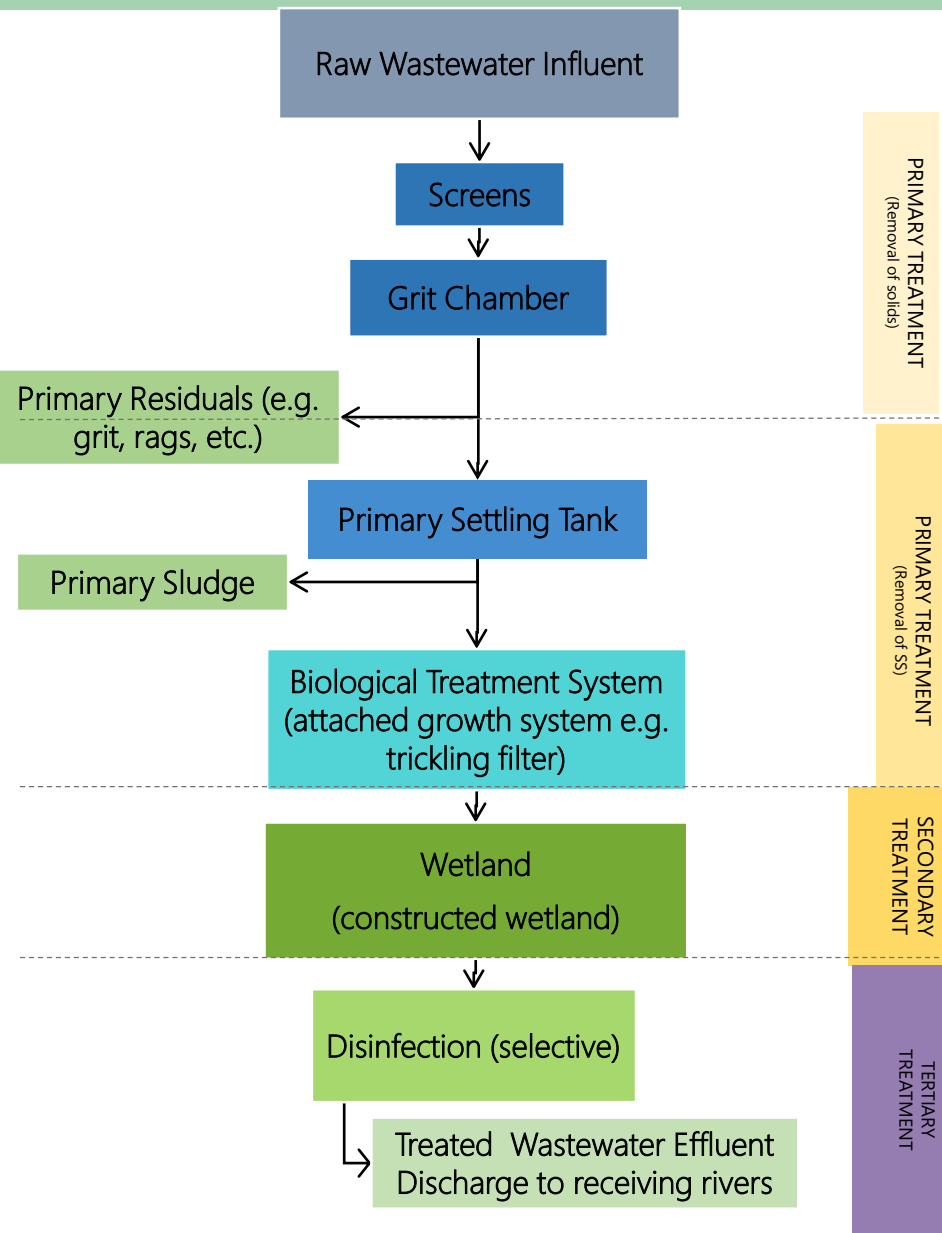 Raw Wastewater Influent
Screens
Grit Chamber
PRIMARY TREATMENT
(Removal of solids)
Primary Residuals (e.g.
grit, rags, etc.)
Primary Settling Tank
Primary Sludge
PRIMARY TREATMENT
(Removal of SS)
Biological Treatment System
(attached growth system e.g.
trickling filter)
Wetland
(constructed wetland)
SECONDARY
TREATMENT
Disinfection (selective)
TERTIARY
TREATMENT
Treated Wastewater Effluent
Discharge to receiving rivers